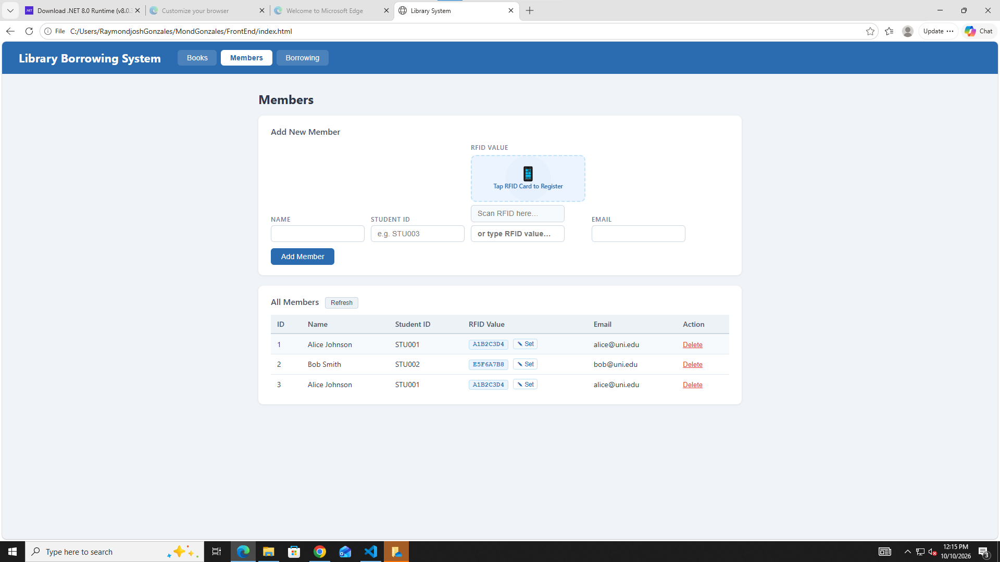 Download .NET 8.0 Runtime (v8.0.
Customize your browser
Welcome to Microsoft Edge
Library System
File C:/Users/RaymondjoshGonzales/MondGonzales/FrontEnd/index.html
Update
Chat
Library Borrowing System
Books
Members
Borrowing
Members
Add New Member
RFID VALUE
Tap RFID Card to Register
Scan RFID here...
NAME
STUDENT ID
EMAIL
e.g. STU003
or type RFID value...
Add Member
All Members
Refresh
ID Name Student ID RFID Value Email Action
1 Alice Johnson STU001 A1B2C3D4 Set alice@uni.edu Delete
2 Bob Smith STU002 E5F6A7B8 Set bob@uni.edu Delete
3 Alice Johnson STU001 A1B2C3D4 Set alice@uni.edu Delete
Type here to search
12:15 PM
10/10/2026
3